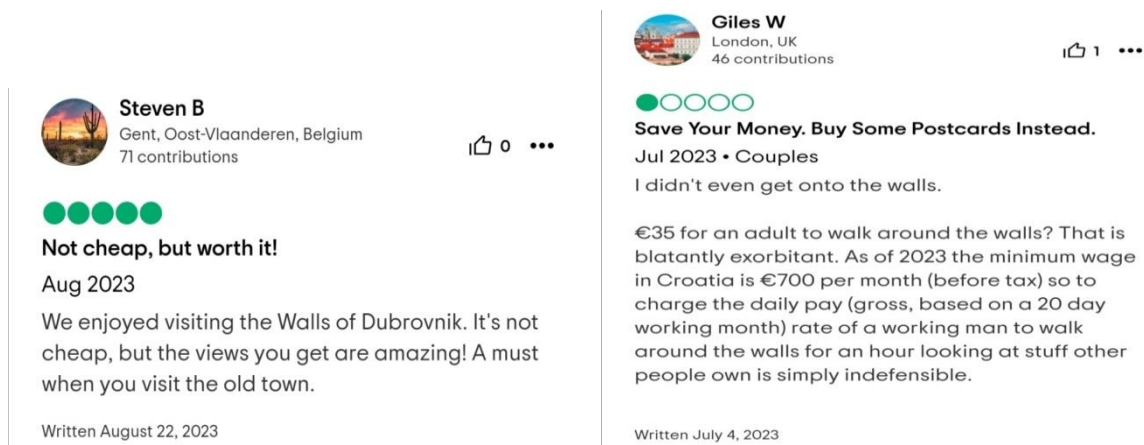 Steven B
Gent, Oost-Vlaanderen, Belgium
71 contributions
0
Not cheap, but worth it!
Aug 2023
We enjoyed visiting the Walls of Dubrovnik. It's not
cheap, but the views you get are amazing! A must
when you visit the old town.
Written August 22, 2023
Giles W
London, UK
46 contributions
1
Save Your Money. Buy Some Postcards Instead.
Jul 2023 • Couples
I didn't even get onto the walls.
€35 for an adult to walk around the walls? That is
blatantly exorbitant. As of 2023 the minimum wage
in Croatia is €700 per month (before tax) so to
charge the daily pay (gross, based on a 20 day
working month) rate of a working man to walk
around the walls for an hour looking at stuff other
people own is simply indefensible.
Written July 4, 2023